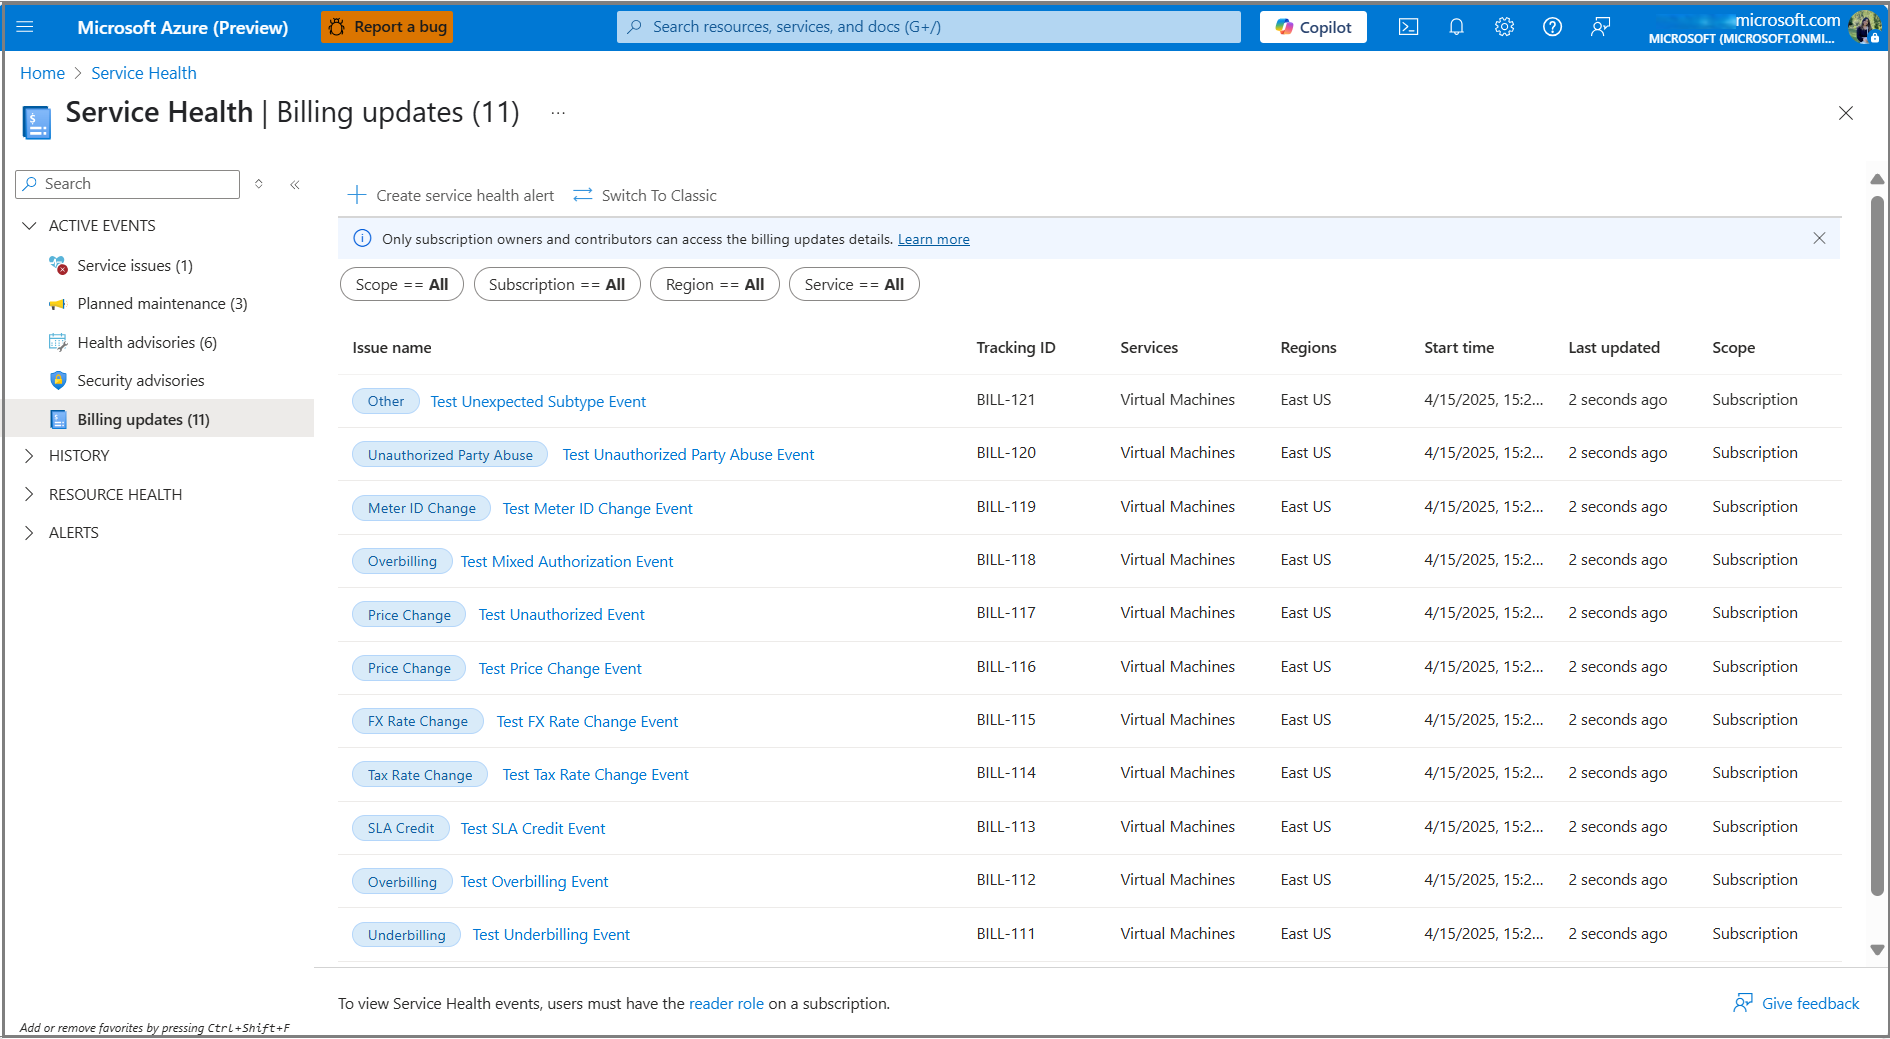 Microsoft Azure (Preview)
Report a bug
Search resources, services, and docs (G+/)
Copilot
microsoft.com
MICROSOFT (MICROSOFT.ONMI...
Home > Service Health
Service Health | Billing updates (11) ...
Search
ACTIVE EVENTS
Service issues (1)
Planned maintenance (3)
Health advisories (6)
Security advisories
Billing updates (11)
HISTORY
RESOURCE HEALTH
ALERTS
Create service health alert
Switch To Classic
Only subscription owners and contributors can access the billing updates details. Learn more
Scope == All
Subscription == All
Region == All
Service == All
Issue name Tracking ID Services Regions Start time Last updated Scope
Other Test Unexpected Subtype Event BILL-121 Virtual Machines East US 4/15/2025, 15:2... 2 seconds ago Subscription
Unauthorized Party Abuse Test Unauthorized Party Abuse Event BILL-120 Virtual Machines East US 4/15/2025, 15:2... 2 seconds ago Subscription
Meter ID Change Test Meter ID Change Event BILL-119 Virtual Machines East US 4/15/2025, 15:2... 2 seconds ago Subscription
Overbilling Test Mixed Authorization Event BILL-118 Virtual Machines East US 4/15/2025, 15:2... 2 seconds ago Subscription
Price Change Test Unauthorized Event BILL-117 Virtual Machines East US 4/15/2025, 15:2... 2 seconds ago Subscription
Price Change Test Price Change Event BILL-116 Virtual Machines East US 4/15/2025, 15:2... 2 seconds ago Subscription
FX Rate Change Test FX Rate Change Event BILL-115 Virtual Machines East US 4/15/2025, 15:2... 2 seconds ago Subscription
Tax Rate Change Test Tax Rate Change Event BILL-114 Virtual Machines East US 4/15/2025, 15:2... 2 seconds ago Subscription
SLA Credit Test SLA Credit Event BILL-113 Virtual Machines East US 4/15/2025, 15:2... 2 seconds ago Subscription
Overbilling Test Overbilling Event BILL-112 Virtual Machines East US 4/15/2025, 15:2... 2 seconds ago Subscription
Underbilling Test Underbilling Event BILL-111 Virtual Machines East US 4/15/2025, 15:2... 2 seconds ago Subscription
To view Service Health events, users must have the reader role on a subscription.
Give feedback
Add or remove favorites by pressing Ctrl+Shift+F